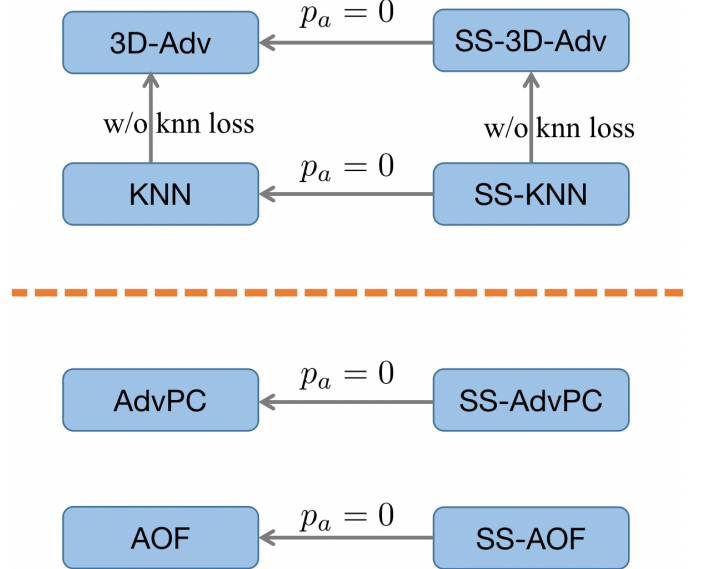 3D-Adv
p_a = 0
SS-3D-Adv
w/o knn loss
w/o knn loss
KNN
p_a = 0
SS-KNN
AdvPC
p_a = 0
SS-AdvPC
AOF
p_a = 0
SS-AOF